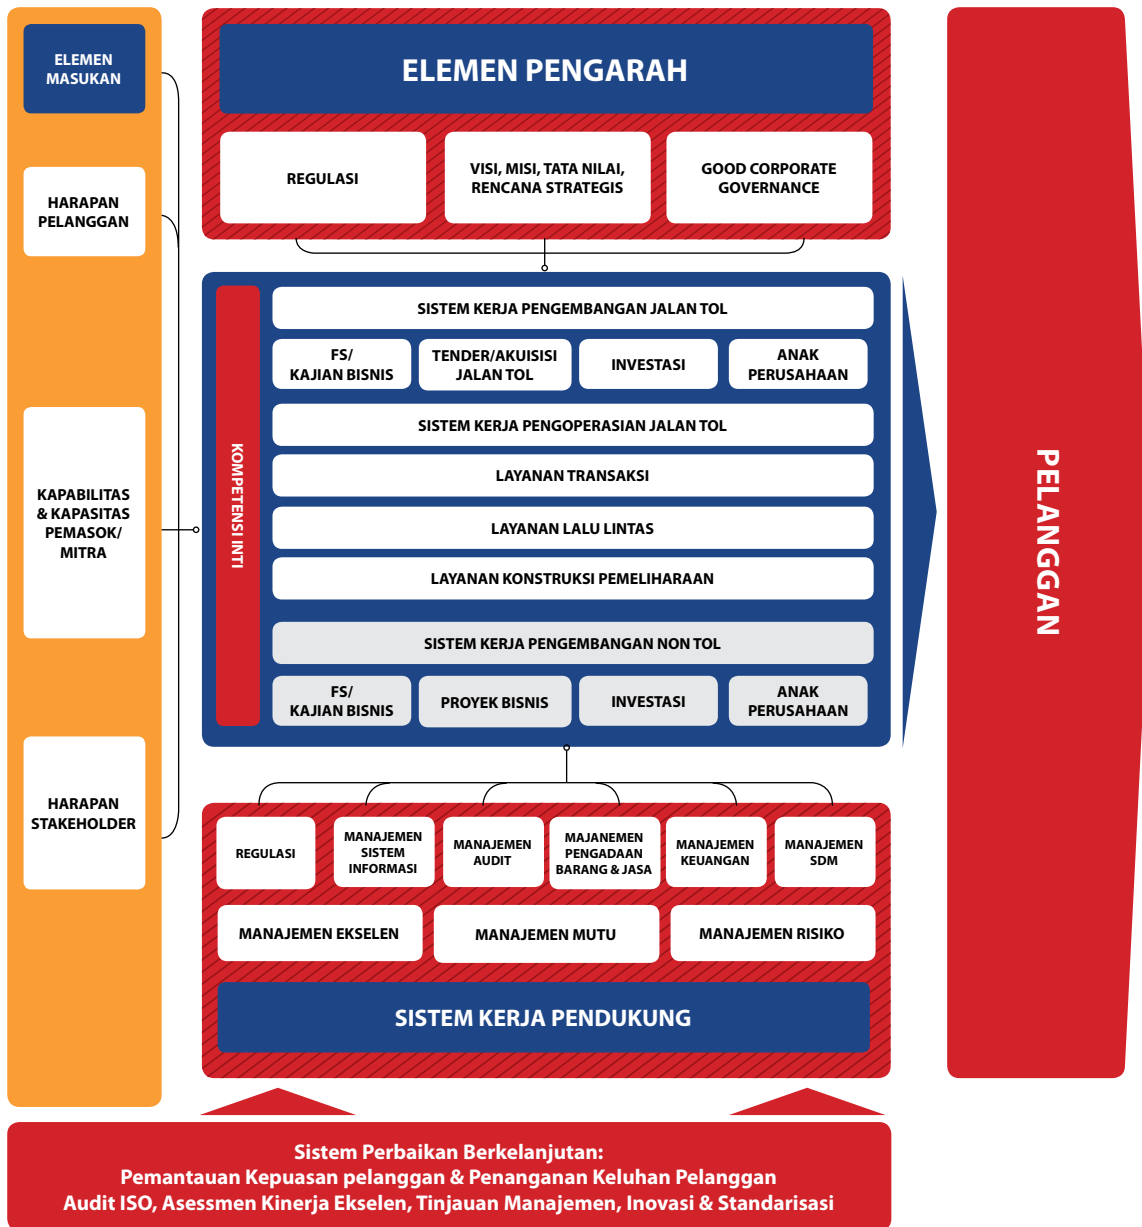 ELEMEN
MASUKAN
HARAPAN
PELANGGAN
KAPABILITAS
& KAPASITAS
PEMASOK/
MITRA
HARAPAN
STAKEHOLDER
ELEMEN PENGARAH
REGULASI
VISI, MISI, TATA NILAI,
RENCANA STRATEGIS
GOOD CORPORATE
GOVERNANCE
KOMPETENSI INTI
SISTEM KERJA PENGEMBANGAN JALAN TOL
FS/
KAJIAN BISNIS
TENDER/AKUISISI
JALAN TOL
INVESTASI
ANAK
PERUSAHAAN
SISTEM KERJA PENGOPERASIAN JALAN TOL
LAYANAN TRANSAKSI
LAYANAN LALU LINTAS
LAYANAN KONSTRUKSI PEMELIHARAAN
SISTEM KERJA PENGEMBANGAN NON TOL
FS/
KAJIAN BISNIS
PROYEK BISNIS
INVESTASI
ANAK
PERUSAHAAN
REGULASI
MANAJEMEN
SISTEM
INFORMASI
MANAJEMEN
AUDIT
MAJANEMEN
PENGADAAN
BARANG & JASA
MANAJEMEN
KEUANGAN
MANAJEMEN
SDM
MANAJEMEN EKSELEN
MANAJEMEN MUTU
MANAJEMEN RISIKO
SISTEM KERJA PENDUKUNG
PELANGGAN
Sistem Perbaikan Berkelanjutan:
Pemantauan Kepuasan pelanggan & Penanganan Keluhan Pelanggan
Audit ISO, Asessmen Kinerja Ekselen, Tinjauan Manajemen, Inovasi & Standarisasi